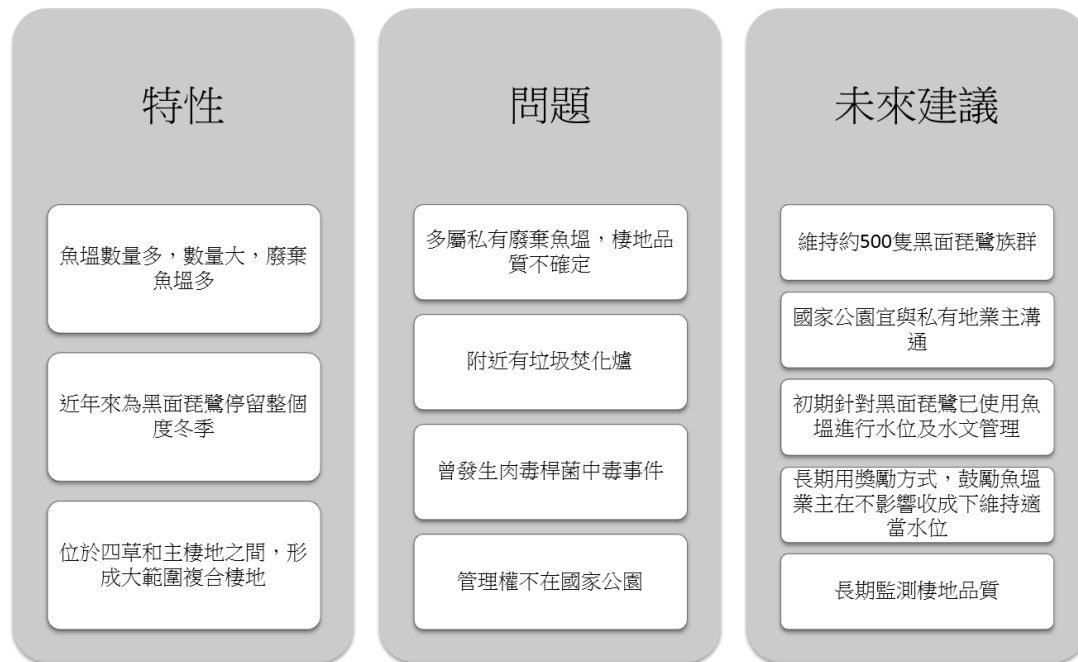 特性
魚塭數量多，數量大，廢棄
魚塭多
近年來為黑面琵鷺停留整個
度冬季
位於四草和主棲地之間，形
成大範圍複合棲地
問題
多屬私有廢棄魚塭，棲地品
質不確定
附近有垃圾焚化爐
曾發生肉毒桿菌中毒事件
管理權不在國家公園
未來建議
維持約500隻黑面琵鷺族群
國家公園宜與私有地業主溝
通
初期針對黑面琵鷺已使用魚
塭進行水位及水文管理
長期用獎勵方式，鼓勵魚塭
業主在不影響收成下維持適
當水位
長期監測棲地品質